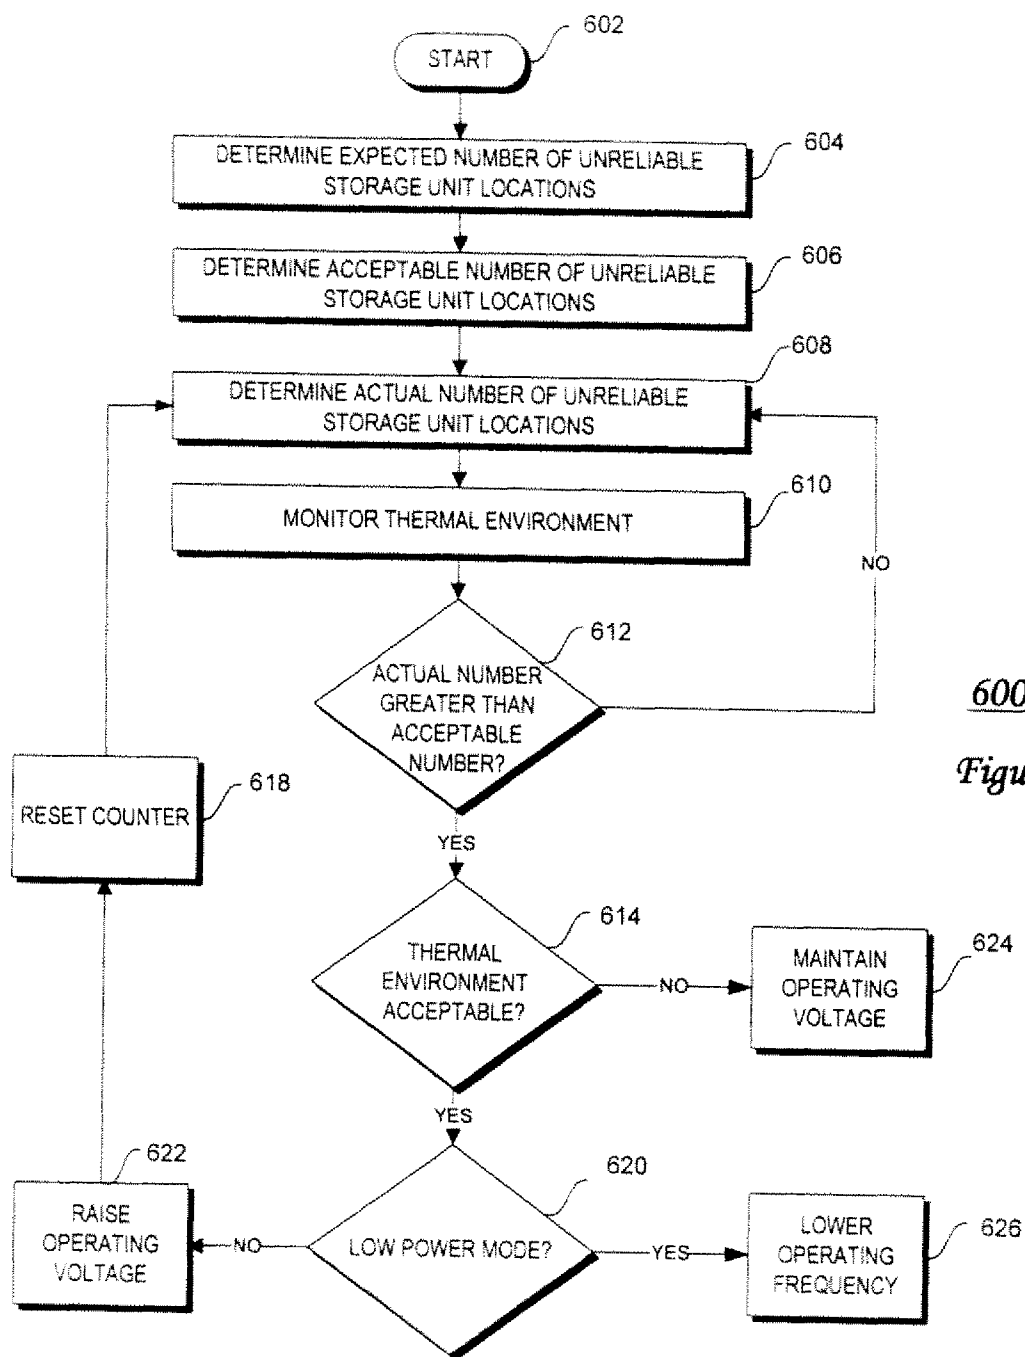 602
START
604
DETERMINE EXPECTED NUMBER OF UNRELIABLE
STORAGE UNIT LOCATIONS
606
DETERMINE ACCEPTABLE NUMBER OF UNRELIABLE
STORAGE UNIT LOCATIONS
608
DETERMINE ACTUAL NUMBER OF UNRELIABLE
STORAGE UNIT LOCATIONS
610
MONITOR THERMAL ENVIRONMENT
NO
612
ACTUAL NUMBER
GREATER THAN
ACCEPTABLE
NUMBER?
600
Figu
618
RESET COUNTER
YES
614
THERMAL
ENVIRONMENT
ACCEPTABLE?
NO
624
MAINTAIN
OPERATING
VOLTAGE
YES
622
RAISE
OPERATING
VOLTAGE
NO
620
LOW POWER MODE?
YES
626
LOWER
OPERATING
FREQUENCY